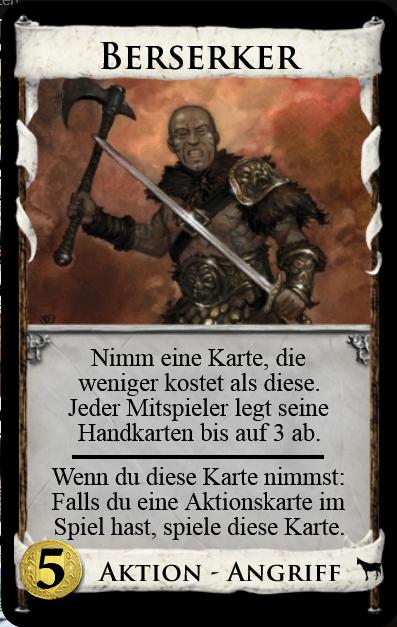 BERSERKER
Nimm eine Karte, die
weniger kostet als diese.
Jeder Mitspieler legt seine
Handkarten bis auf 3 ab.
Wenn du diese Karte nimmst:
Falls du eine Aktionskarte im
Spiel hast, spiele diese Karte.
5 AKTION - ANGRIFF